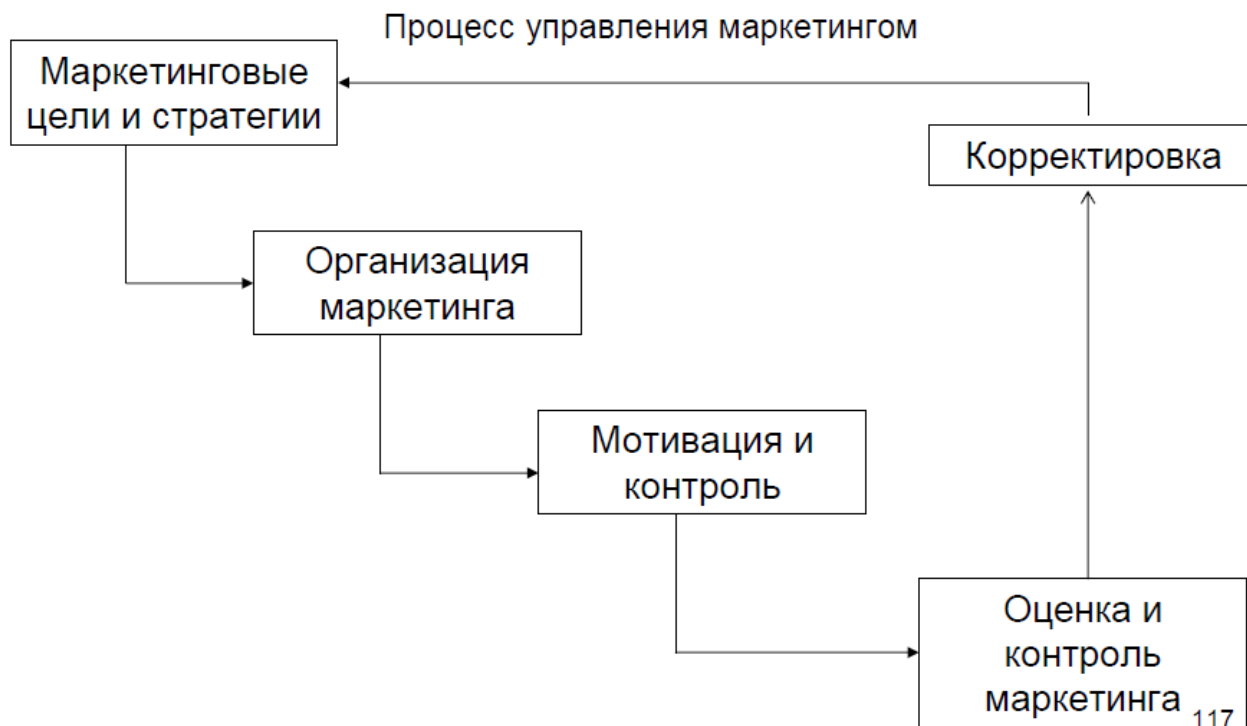 Процесс управления маркетингом
Маркетинговые
цели и стратегии
Корректировка
Организация
маркетинга
Мотивация и
контроль
Оценка и
контроль
маркетинга
117